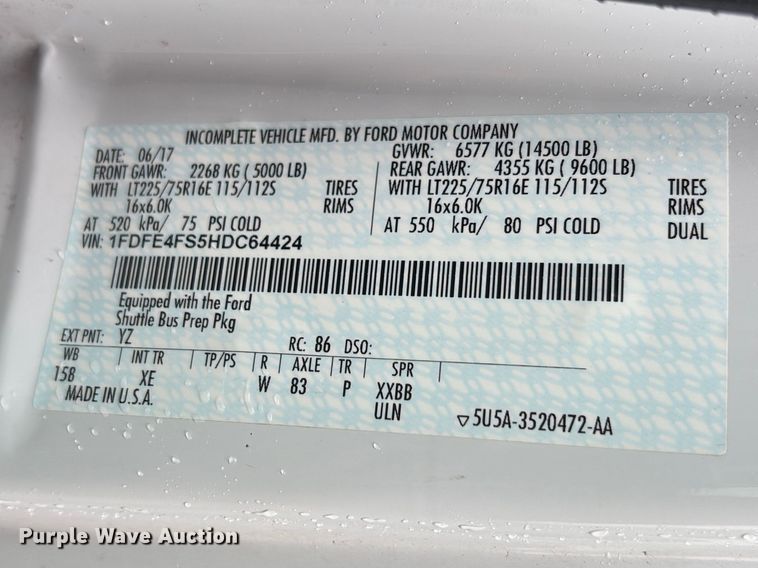 INCOMPLETE VEHICLE MFD. BY FORD MOTOR COMPANY
DATE: 06/17 GVWR: 6577 KG (14500 LB)
FRONT GAWR: 2268 KG ( 5000 LB) REAR GAWR: 4355 KG ( 9600 LB)
WITH LT225/75R16E 115/112S TIRES WITH LT225/75R16E 115/112S TIRES
16x6.0K RIMS 16x6.0K RIMS
AT 520 kPa/ 75 PSI COLD AT 550 kPa/ 80 PSI COLD DUAL
VIN: 1FDFE4FS5HDC64424
Equipped with the Ford
Shuttle Bus Prep Pkg
EXT PNT: YZ RC: 86 DSO:
WB INT TR TP/PS R AXLE TR SPR
158 XE W 83 P XXBB
MADE IN U.S.A. ULN ▽5U5A-3520472-AA
Purple Wave Auction